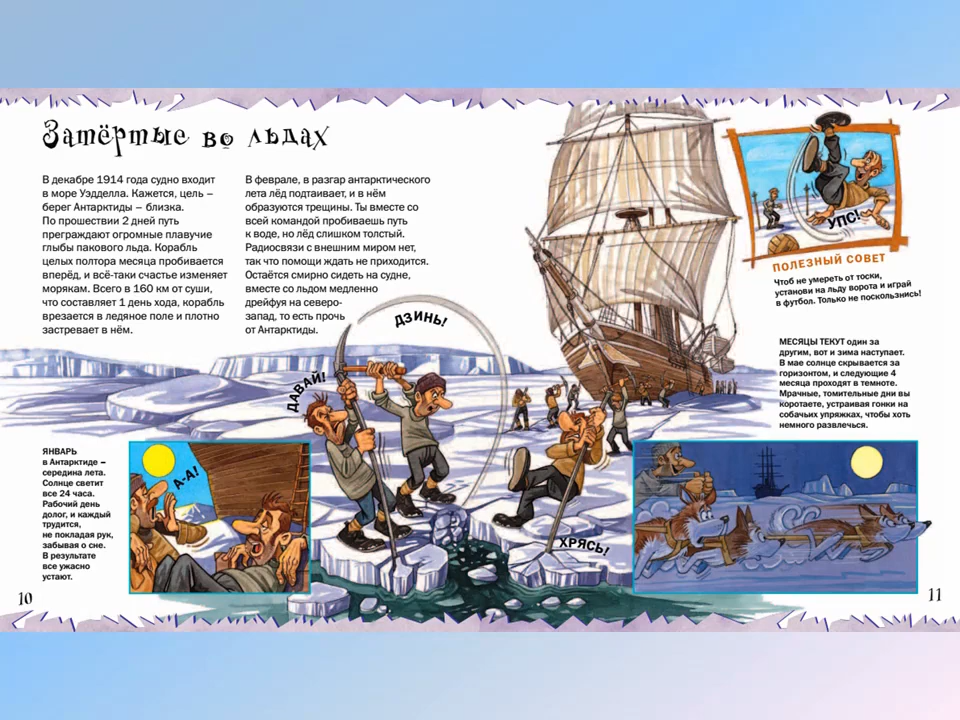 Затёртые во льдах
В декабре 1914 года судно входит
в море Уэдделла. Кажется, цель –
берег Антарктиды – близка.
По прошествии 2 дней путь
преграждают огромные плавучие
глыбы пакового льда. Корабль
целых полтора месяца пробивается
вперёд, и всё-таки счастье изменяет
морякам. Всего в 160 км от суши,
что составляет 1 день хода, корабль
врезается в ледяное поле и плотно
застревает в нём.
В феврале, в разгар антарктического
лета лёд подтаивает, и в нём
образуются трещины. Ты вместе со
всей командой пробиваешь путь
к воде, но лёд слишком толстый.
Радиосвязи с внешним миром нет,
так что помощи ждать не приходится.
Остаётся смирно сидеть на судне,
вместе со льдом медленно
дрейфуя на северо-
запад, то есть прочь
от Антарктиды.
ДЗИНЬ!
ДАВАЙ!
УПС!
ПОЛЕЗНЫЙ СОВЕТ
Чтоб не умереть от тоски,
установи на льду ворота и играй
в футбол. Только не поскользнись!
МЕСЯЦЫ ТЕКУТ один за
другим, вот и зима наступает.
В мае солнце скрывается за
горизонтом, и следующие 4
месяца проходят в темноте.
Мрачные, томительные дни вы
коротаете, устраивая гонки на
собачьих упряжках, чтобы хоть
немного развлечься.
ЯНВАРЬ
в Антарктиде –
середина лета.
Солнце светит
все 24 часа.
Рабочий день
долог, и каждый
трудится,
не покладая рук,
забывая о сне.
В результате
все ужасно
устают.
А-А!
ХРЯСЬ!
10
11